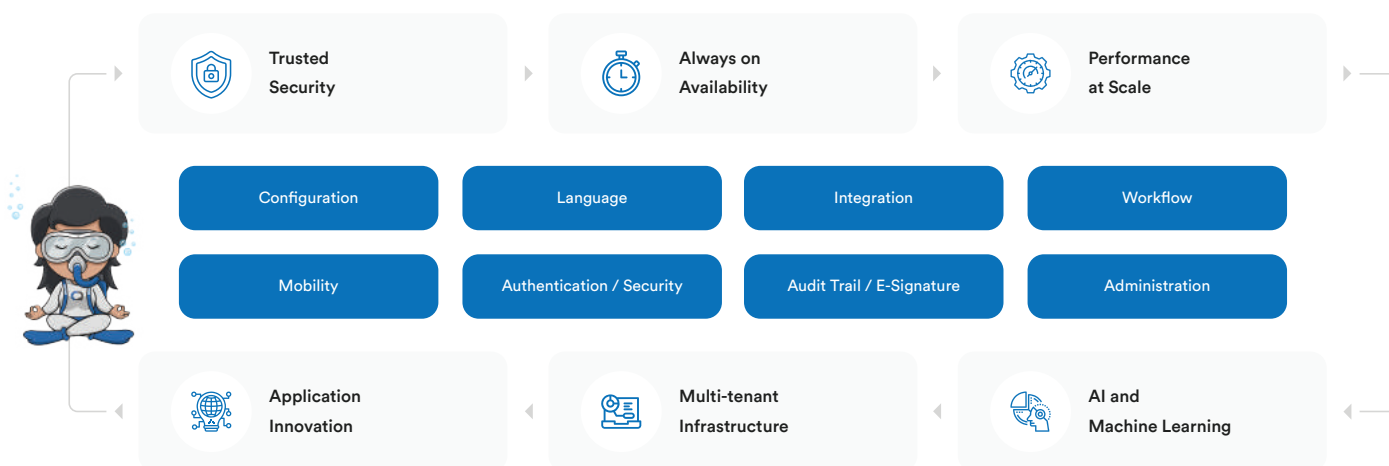 Trusted
Security
Always on
Availability
Performance
at Scale
Configuration
Language
Integration
Workflow
Mobility
Authentication / Security
Audit Trail / E-Signature
Administration
Application
Innovation
Multi-tenant
Infrastructure
AI and
Machine Learning